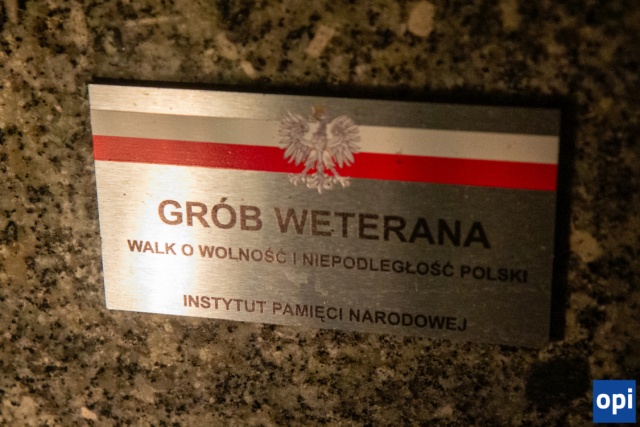 GRÓB WETERANA
WALK O WOLNOŚĆ I NIEPODLEGŁOŚĆ POLSKI
INSTYTUT PAMIĘCI NARODOWEJ
opi